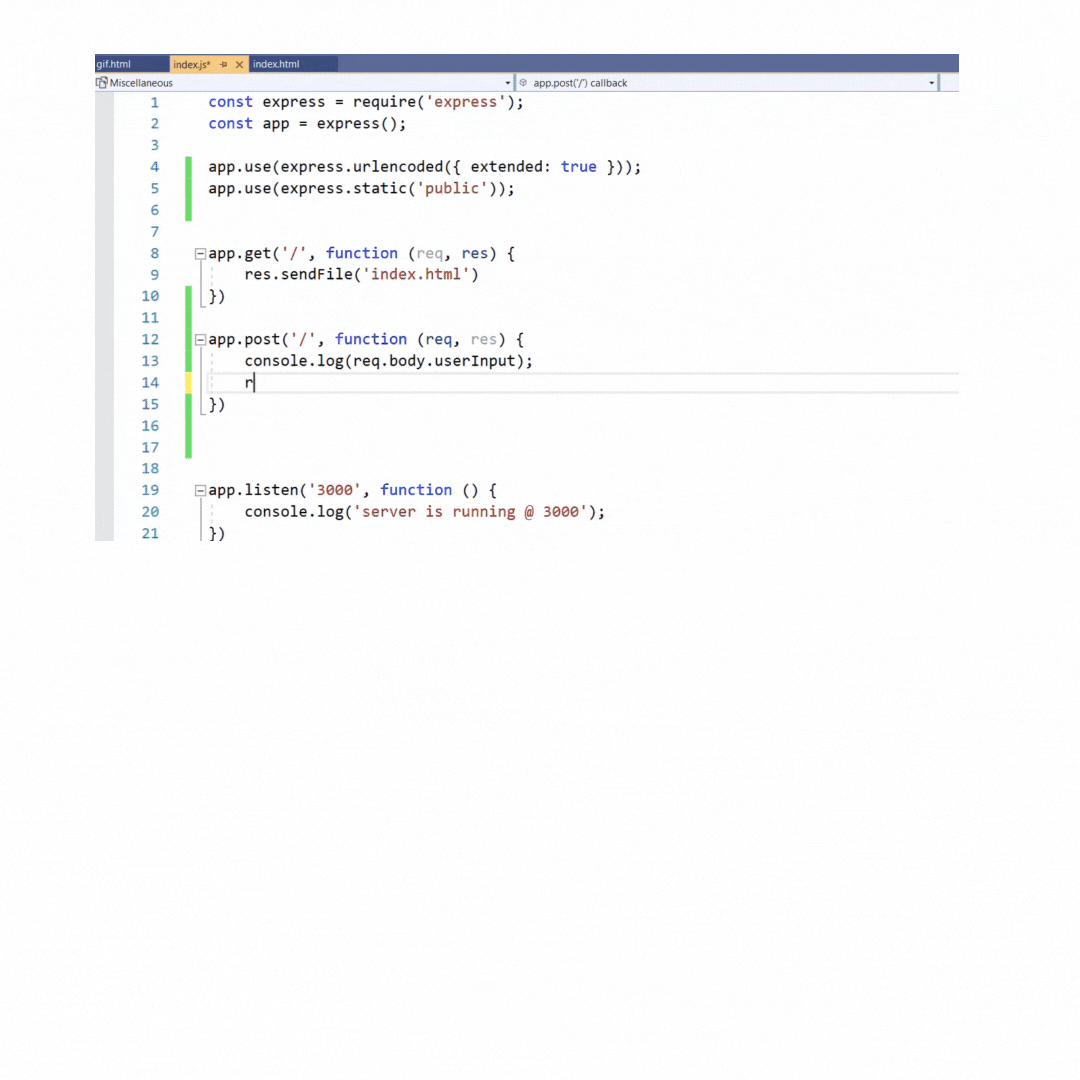 gif.html index.js* index.html
Miscellaneous app.post('/') callback
1 const express = require('express');
2 const app = express();
3
4 app.use(express.urlencoded({ extended: true }));
5 app.use(express.static('public'));
6
7
8 app.get('/', function (req, res) {
9 res.sendFile('index.html')
10 })
11
12 app.post('/', function (req, res) {
13 console.log(req.body.userInput);
14 r
15 })
16
17
18
19 app.listen('3000', function () {
20 console.log('server is running @ 3000');
21 })